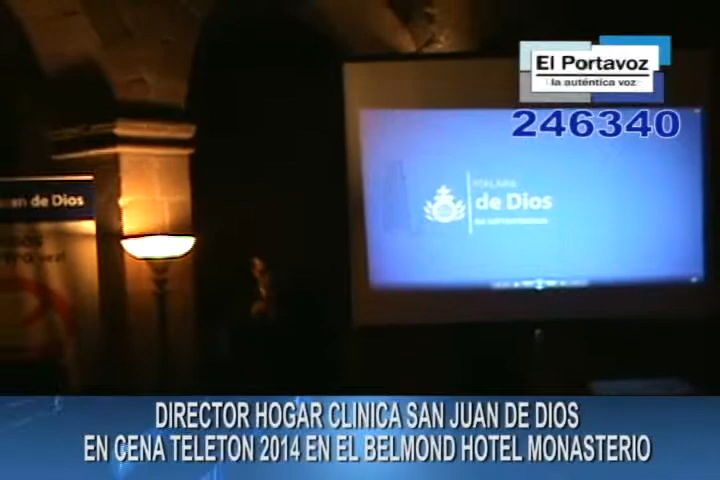 El Portavoz
la auténtica voz
246340
an de Dios
de Dios
DIRECTOR HOGAR CLINICA SAN JUAN DE DIOS
EN CENA TELETON 2014 EN EL BELMOND HOTEL MONASTERIO